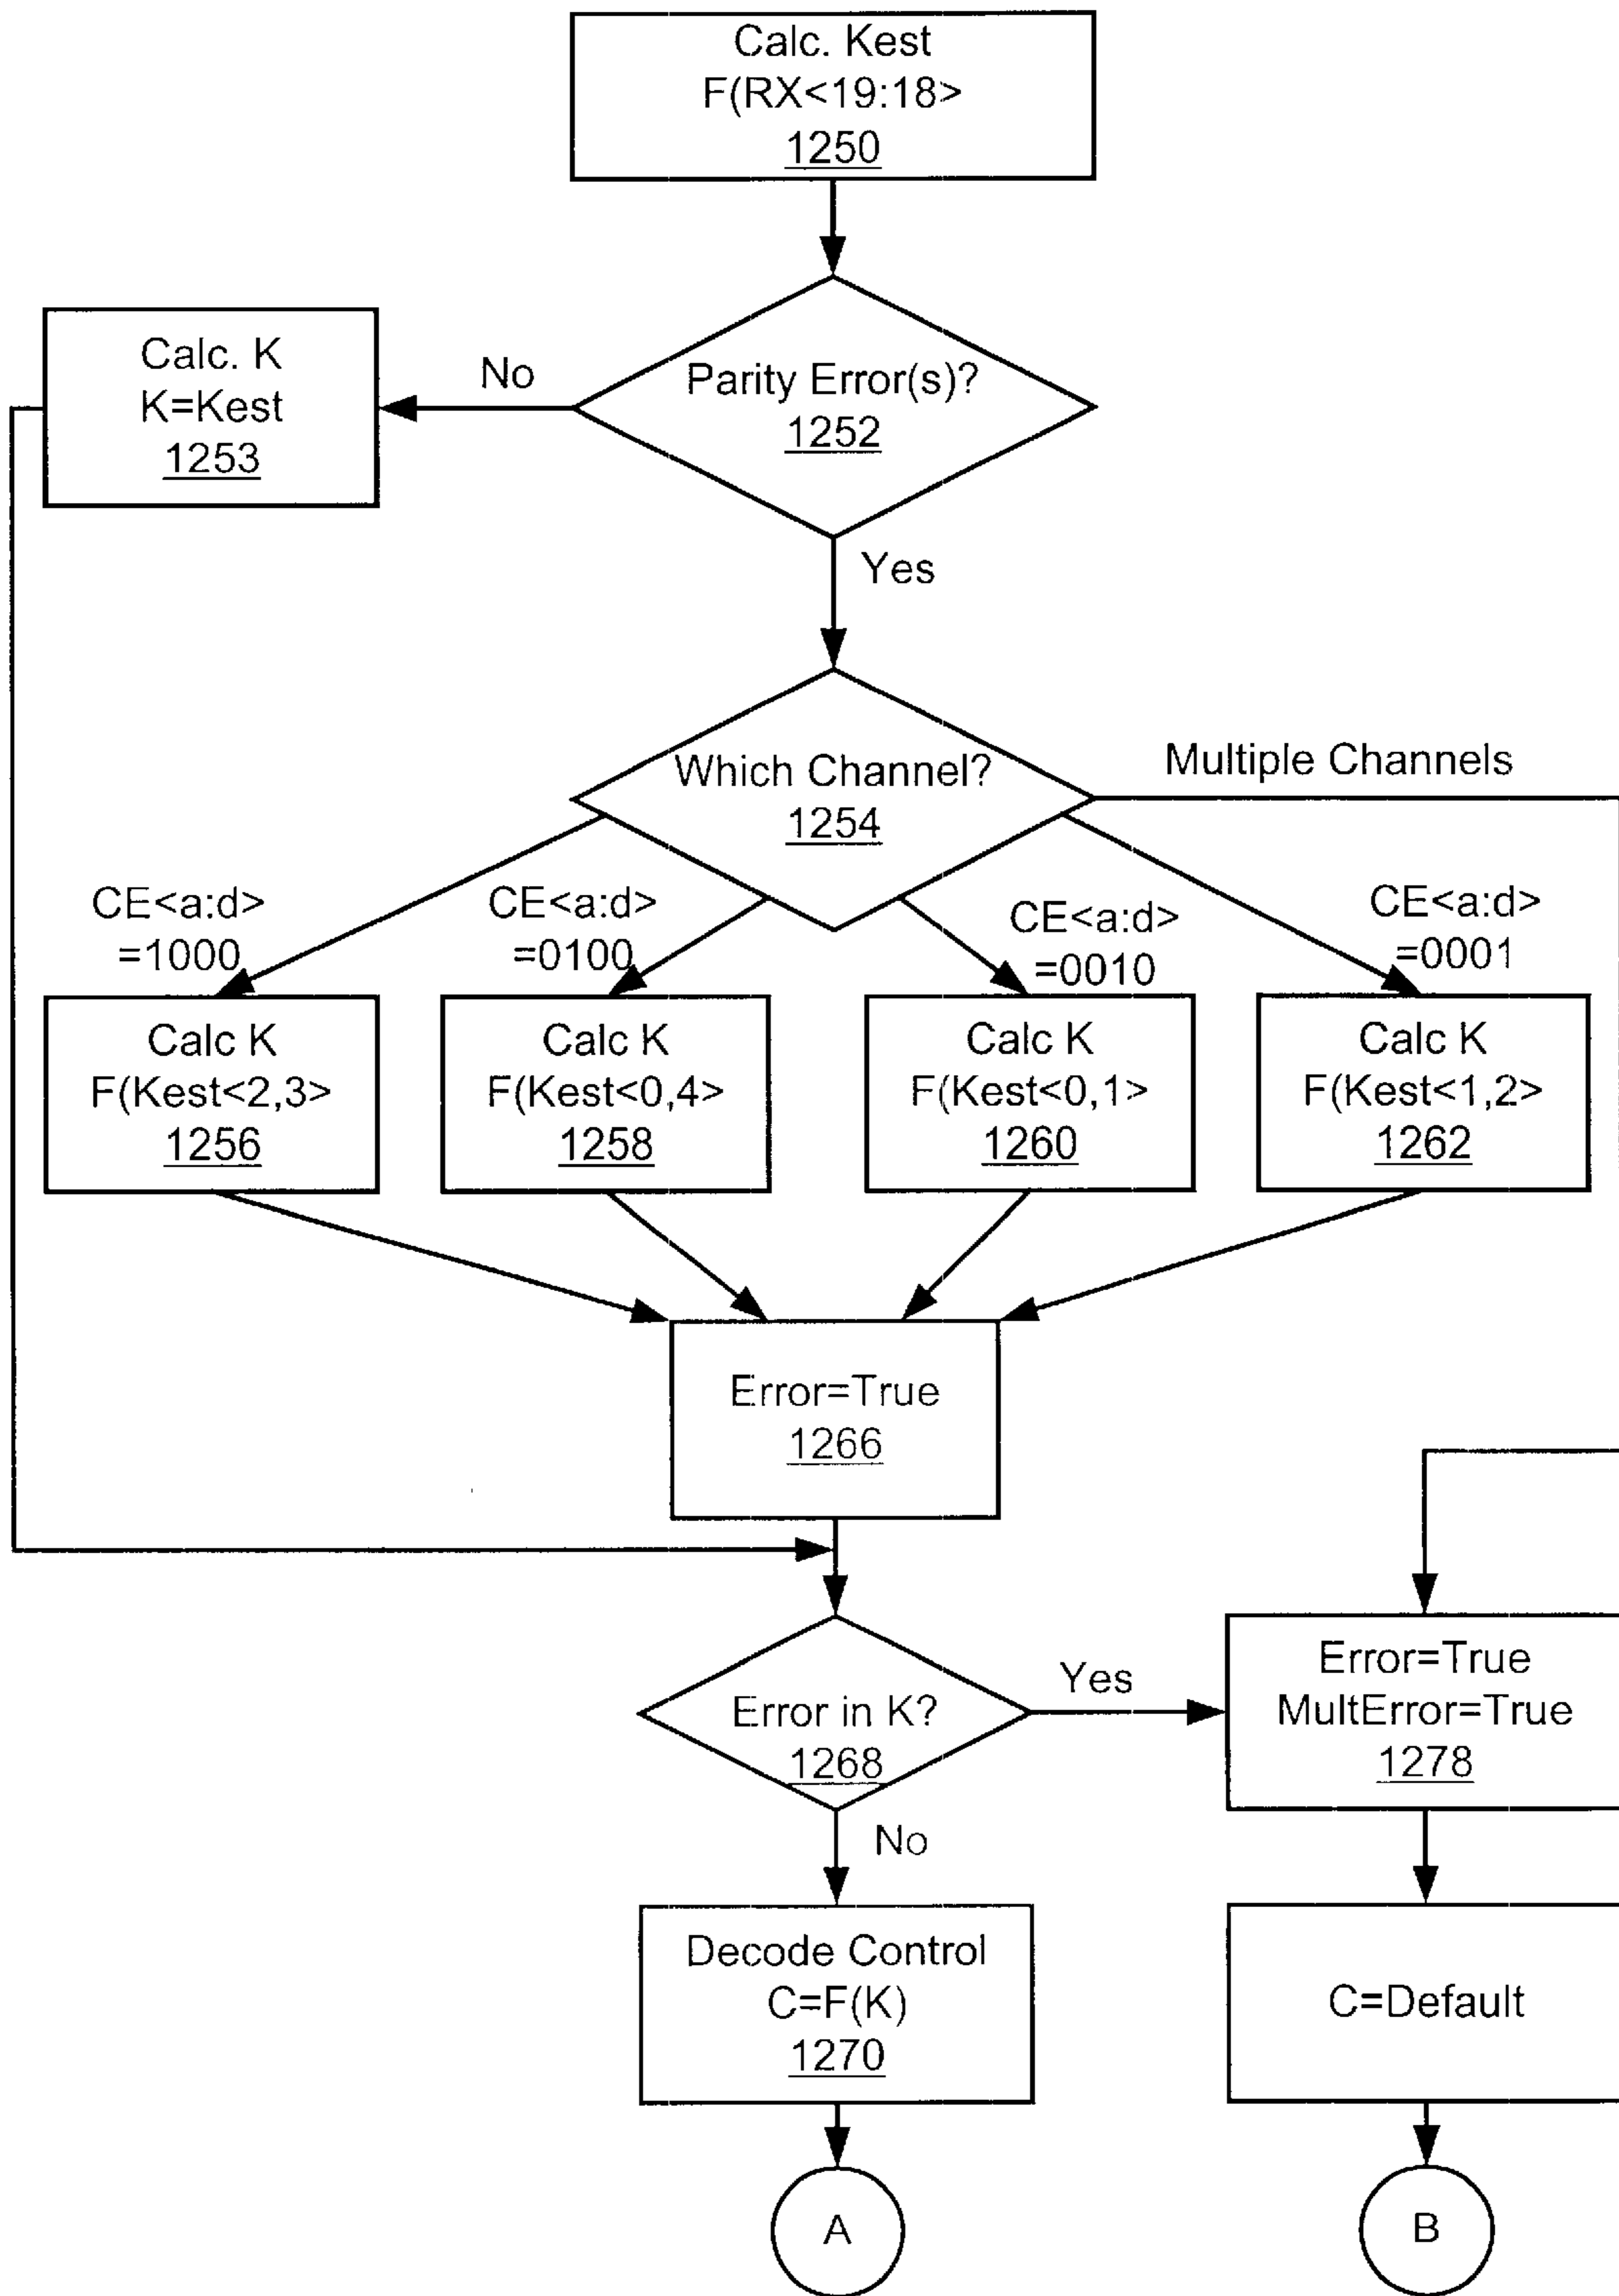 Calc. Kest
F(RX<19:18>
1250
Calc. K
K=Kest
1253
No
Parity Error(s)?
1252
Yes
Which Channel?
1254
Multiple Channels
CE<a:d>
=1000
CE<a:d>
=0100
CE<a:d>
=0010
CE<a:d>
=0001
Calc K
F(Kest<2,3>
1256
Calc K
F(Kest<0,4>
1258
Calc K
F(Kest<0,1>
1260
Calc K
F(Kest<1,2>
1262
Error=True
1266
Error in K?
1268
Yes
Error=True
MultError=True
1278
No
Decode Control
C=F(K)
1270
C=Default
A
B